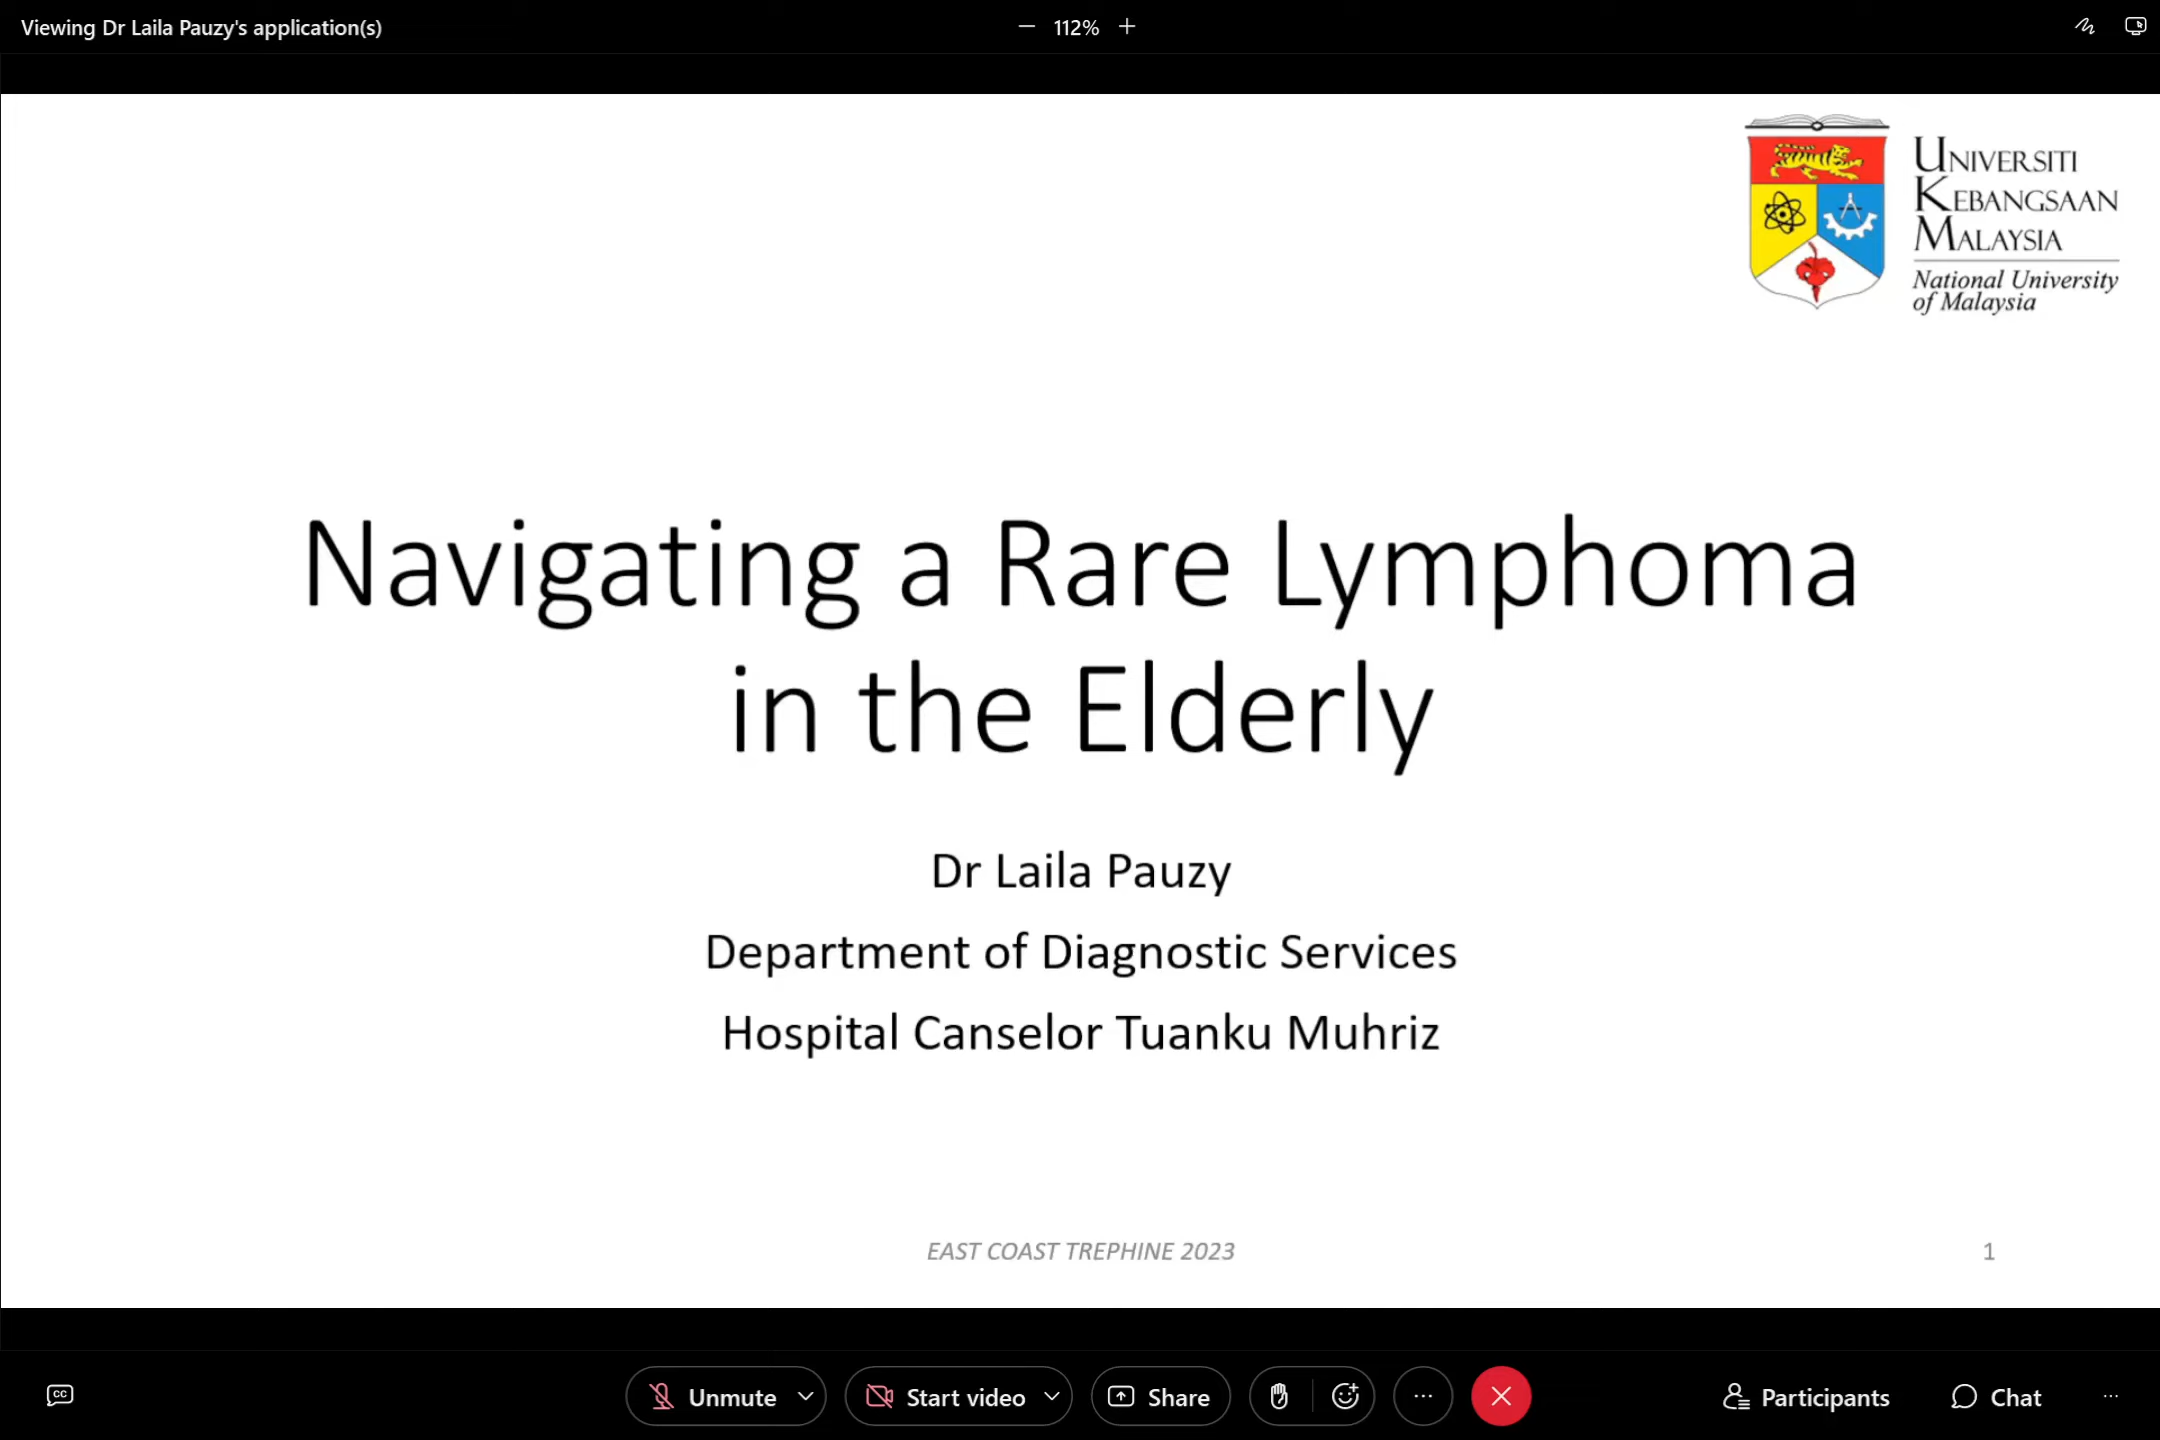 Viewing Dr Laila Pauzy's application(s)
112%
UNIVERSITI
KEBANGSAAN
MALAYSIA
National University
of Malaysia
Navigating a Rare Lymphoma
in the Elderly
Dr Laila Pauzy
Department of Diagnostic Services
Hospital Canselor Tuanku Muhriz
EAST COAST TREPHINE 2023
1
CC
Unmute
Start video
Share
Participants
Chat